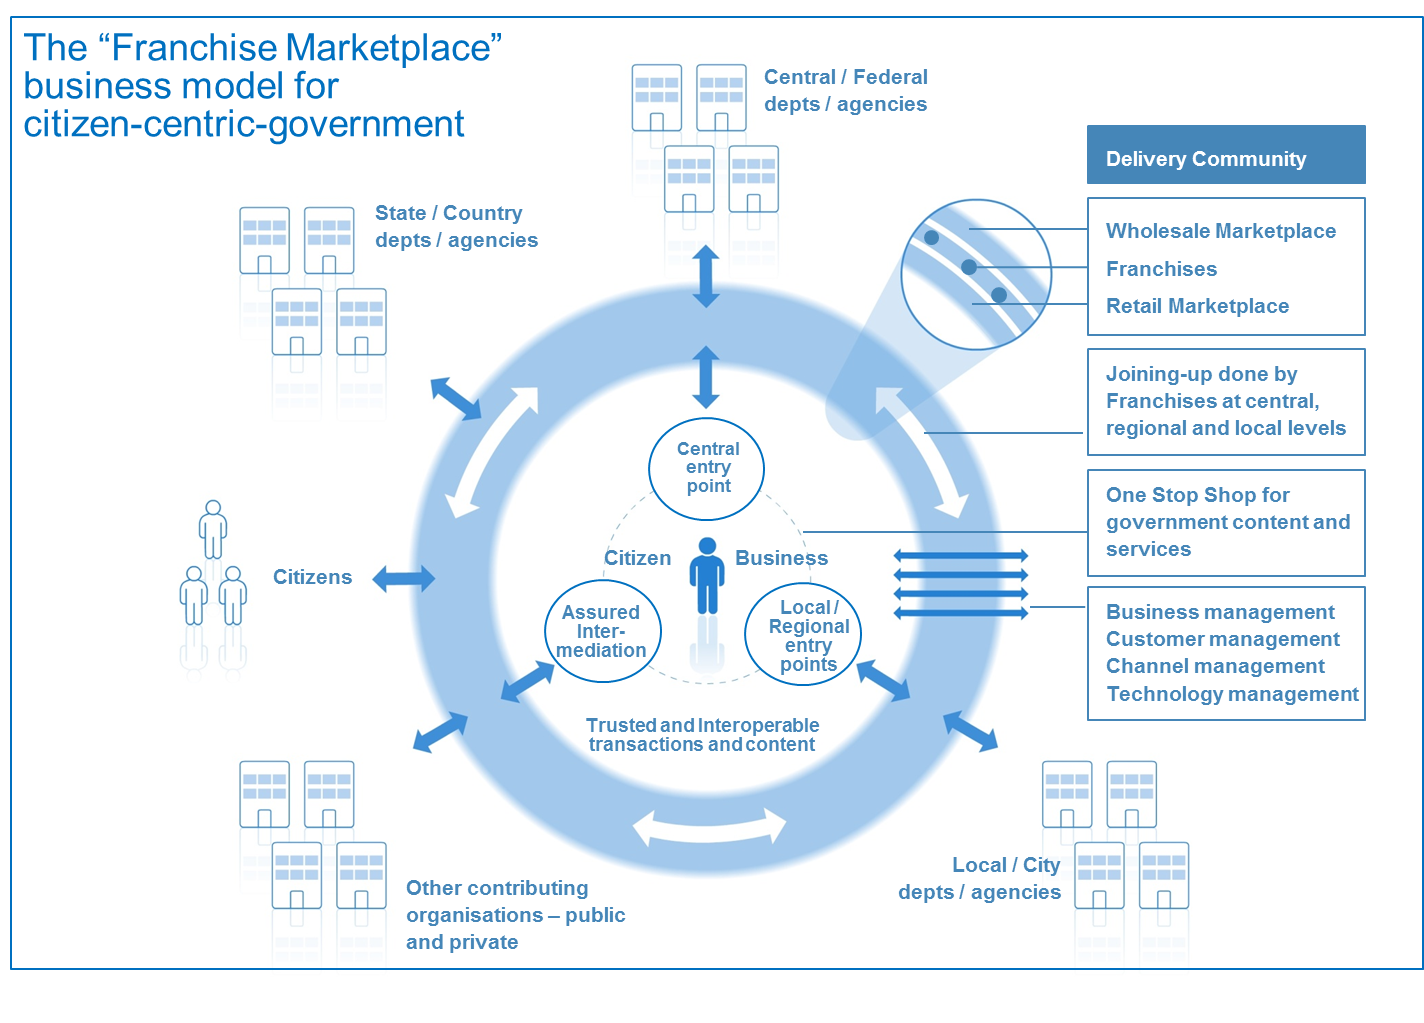 The “Franchise Marketplace”
business model for
citizen-centric-government
Central / Federal
depts / agencies
State / Country
depts / agencies
Delivery Community
Wholesale Marketplace
Franchises
Retail Marketplace
Joining-up done by
Franchises at central,
regional and local levels
One Stop Shop for
government content and
services
Business management
Customer management
Channel management
Technology management
Central
entry
point
Citizen
Business
Citizens
Assured
Inter-
mediation
Local /
Regional
entry
points
Trusted and Interoperable
transactions and content
Other contributing
organisations – public
and private
Local / City
depts / agencies